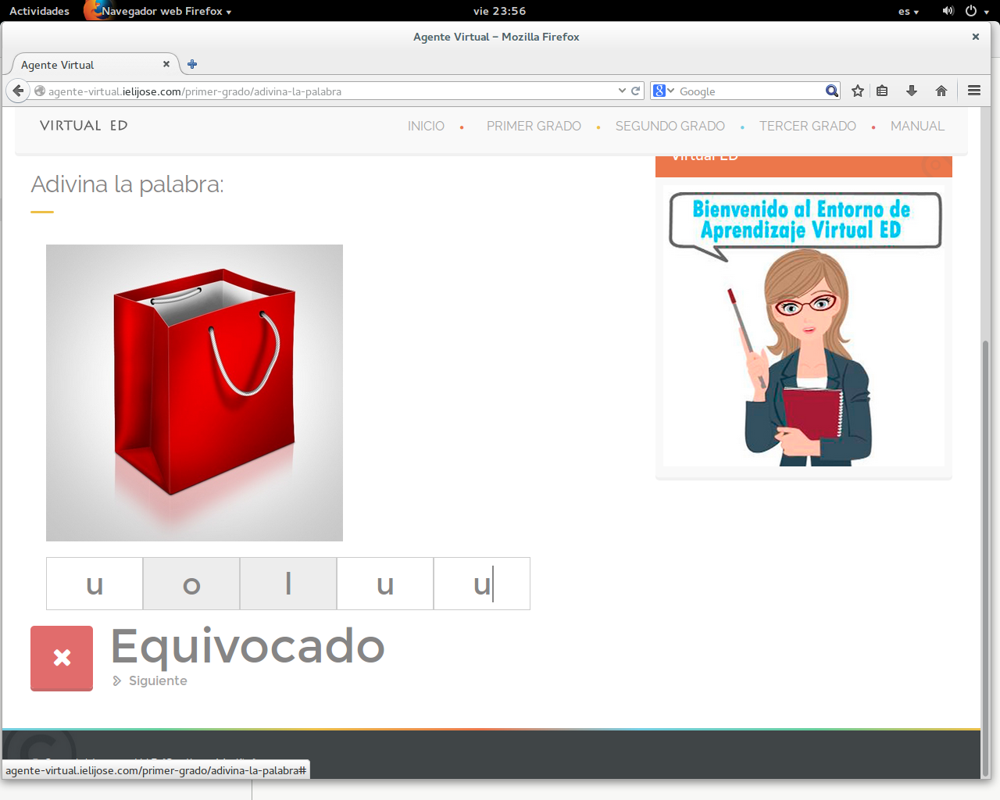 Actividades Navegador web Firefox vie 23:56 es
Agente Virtual - Mozilla Firefox
Agente Virtual
agente-virtual.ielijose.com/primer-grado/adivina-la-palabra Google
VIRTUAL ED INICIO PRIMER GRADO SEGUNDO GRADO TERCER GRADO MANUAL
Virtual ED
Adivina la palabra:
Bienvenido al Entorno de
Aprendizaje Virtual ED
u o l u u
Equivocado
Siguiente
agente-virtual.ielijose.com/primer-grado/adivina-la-palabra#